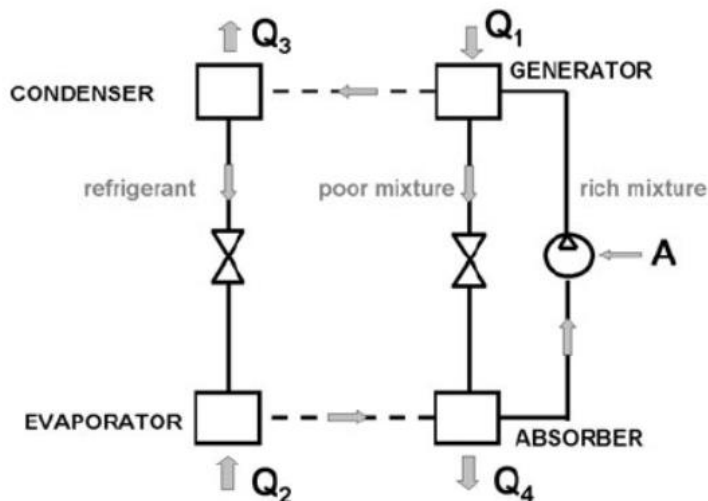 Q₃
Q₁
GENERATOR
CONDENSER
refrigerant
poor mixture
rich mixture
A
EVAPORATOR
ABSORBER
Q₂
Q₄